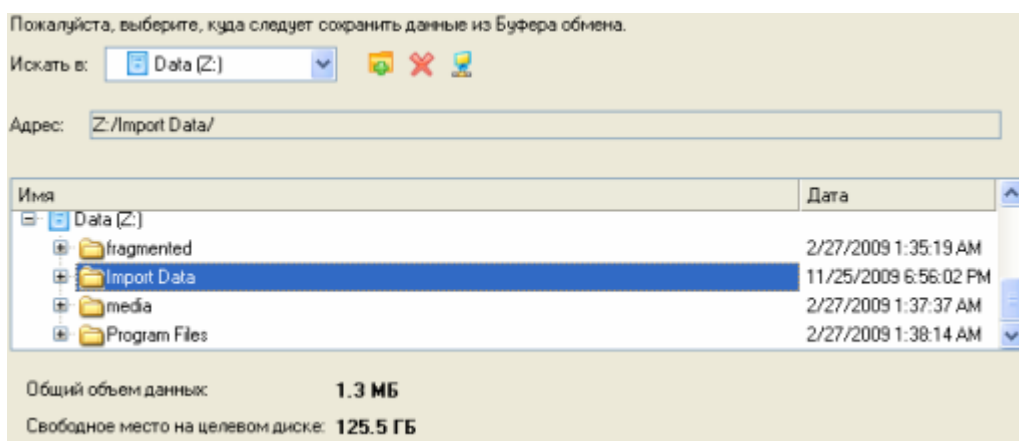 Пожалуйста, выберите, куда следует сохранить данные из Буфера обмена.
Искать в: Data (Z:)
Адрес: Z:/Import Data/
Имя Дата
Data (Z:)
fragmented 2/27/2009 1:35:19 AM
Import Data 11/25/2009 6:56:02 PM
media 2/27/2009 1:37:37 AM
Program Files 2/27/2009 1:38:14 AM
Общий объем данных: 1.3 МБ
Свободное место на целевом диске: 125.5 ГБ